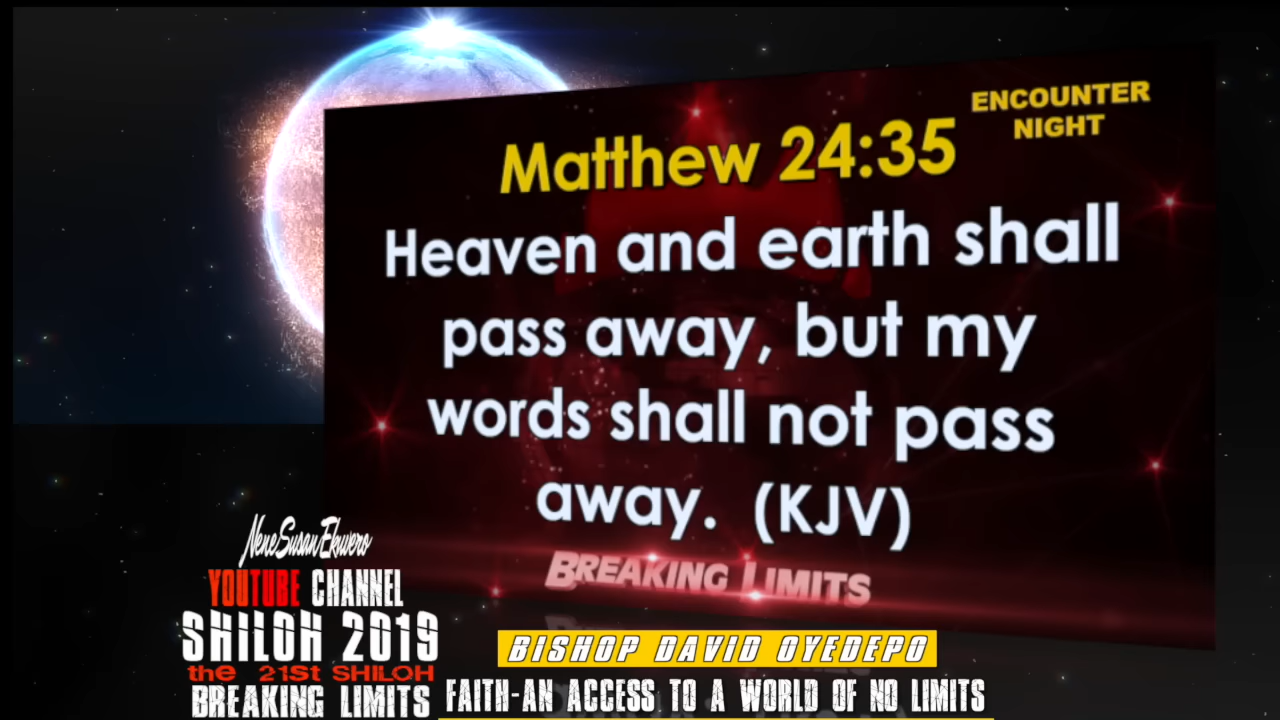 ENCOUNTER
NIGHT
Matthew 24:35
Heaven and earth shall
pass away, but my
words shall not pass
away. (KJV)
BREAKING LIMITS
NeneSusanEkwero
YOUTUBE CHANNEL
SHILOH 2019
the 21st SHILOH
BREAKING LIMITS
BISHOP DAVID OYEDEPO
FAITH-AN ACCESS TO A WORLD OF NO LIMITS